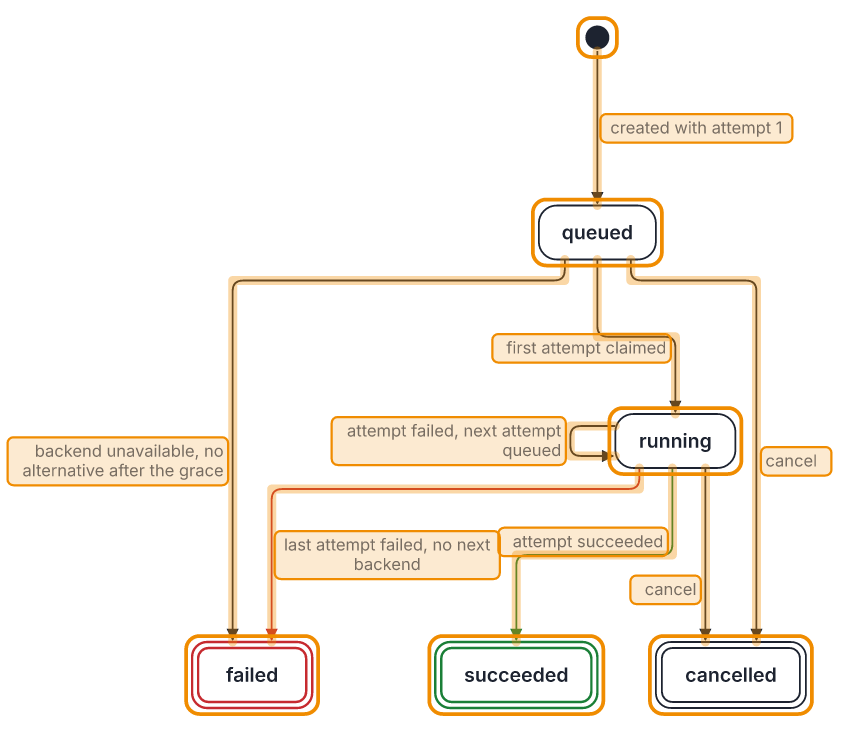 created with attempt 1
queued
first attempt claimed
attempt failed, next attempt
queued
running
backend unavailable, no
alternative after the grace
cancel
last attempt failed, no next
backend
attempt succeeded
cancel
failed
succeeded
cancelled